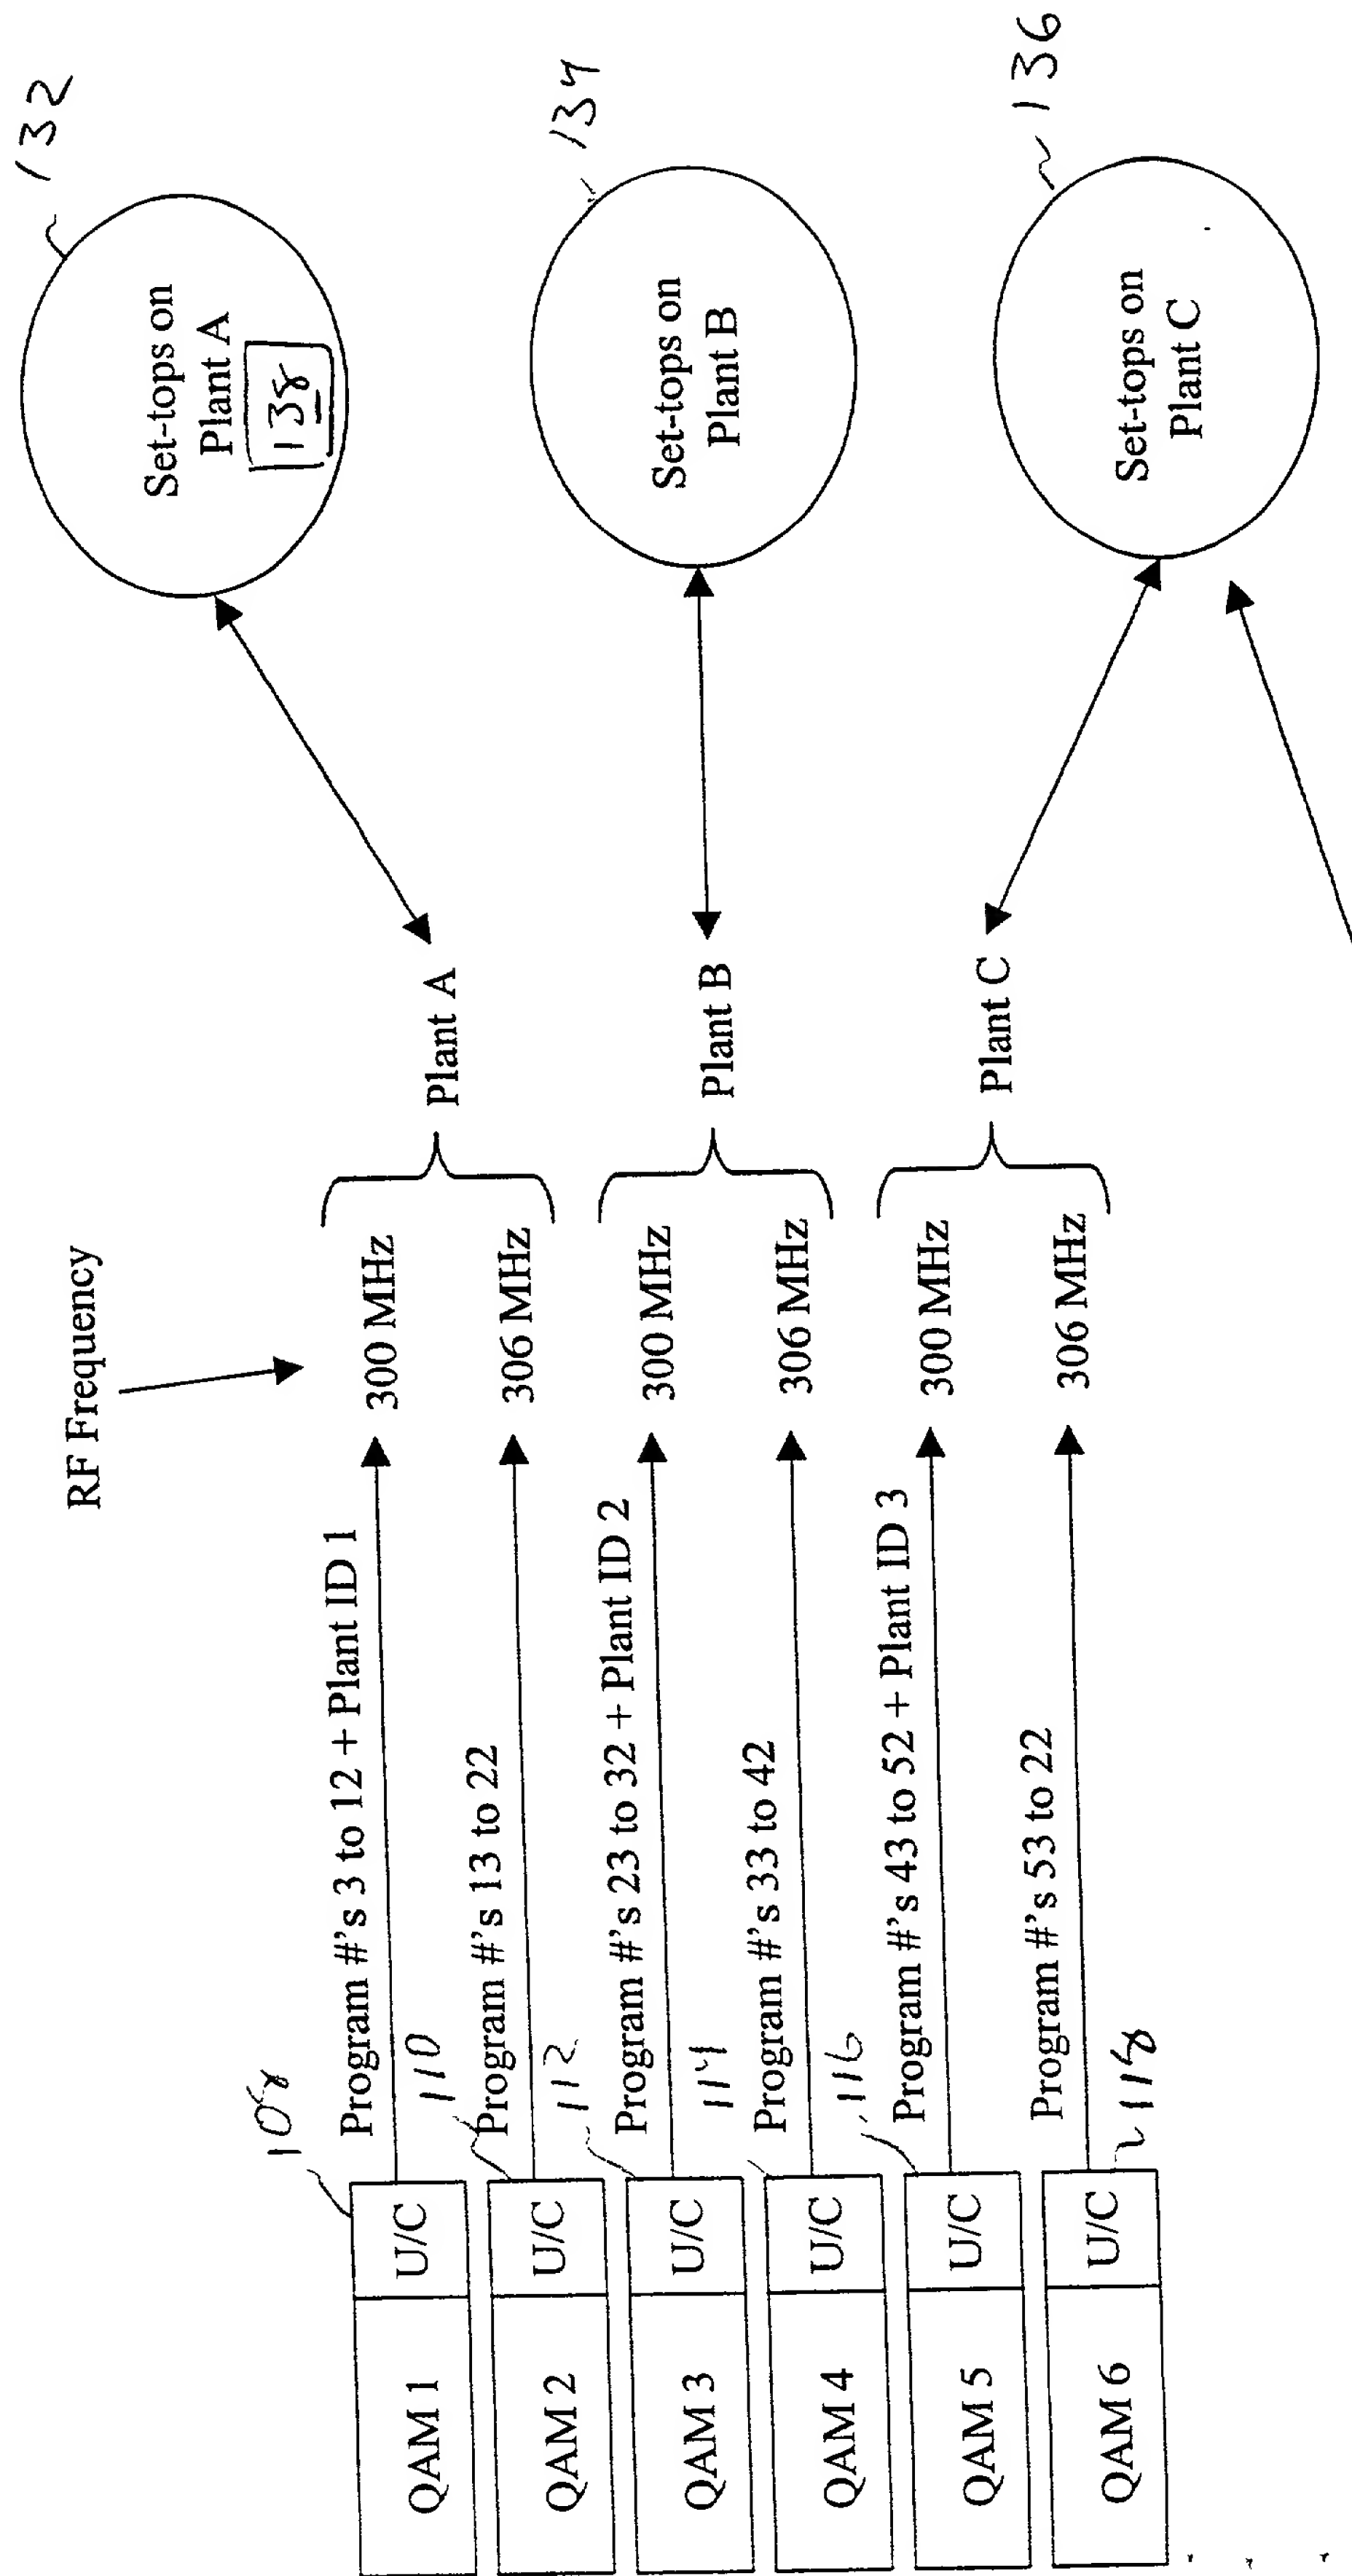 RF Frequency
108
QAM 1 U/C Program #'s 3 to 12 + Plant ID 1 300 MHz
110
QAM 2 U/C Program #'s 13 to 22 306 MHz
Plant A
132
Set-tops on
Plant A
138
112
QAM 3 U/C Program #'s 23 to 32 + Plant ID 2 300 MHz
114
QAM 4 U/C Program #'s 33 to 42 306 MHz
Plant B
134
Set-tops on
Plant B
116
QAM 5 U/C Program #'s 43 to 52 + Plant ID 3 300 MHz
QAM 6 U/C Program #'s 53 to 22 306 MHz
118
Plant C
136
Set-tops on
Plant C